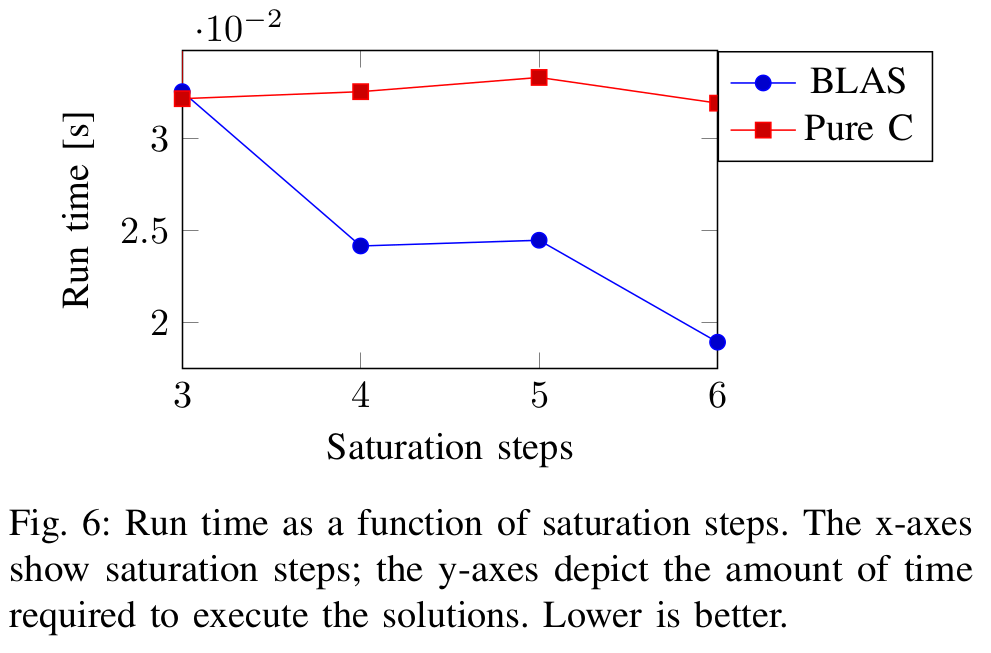 ·10⁻²
BLAS
Pure C
Run time [s]
3
2.5
2
3 4 5 6
Saturation steps
Fig. 6: Run time as a function of saturation steps. The x-axes
show saturation steps; the y-axes depict the amount of time
required to execute the solutions. Lower is better.